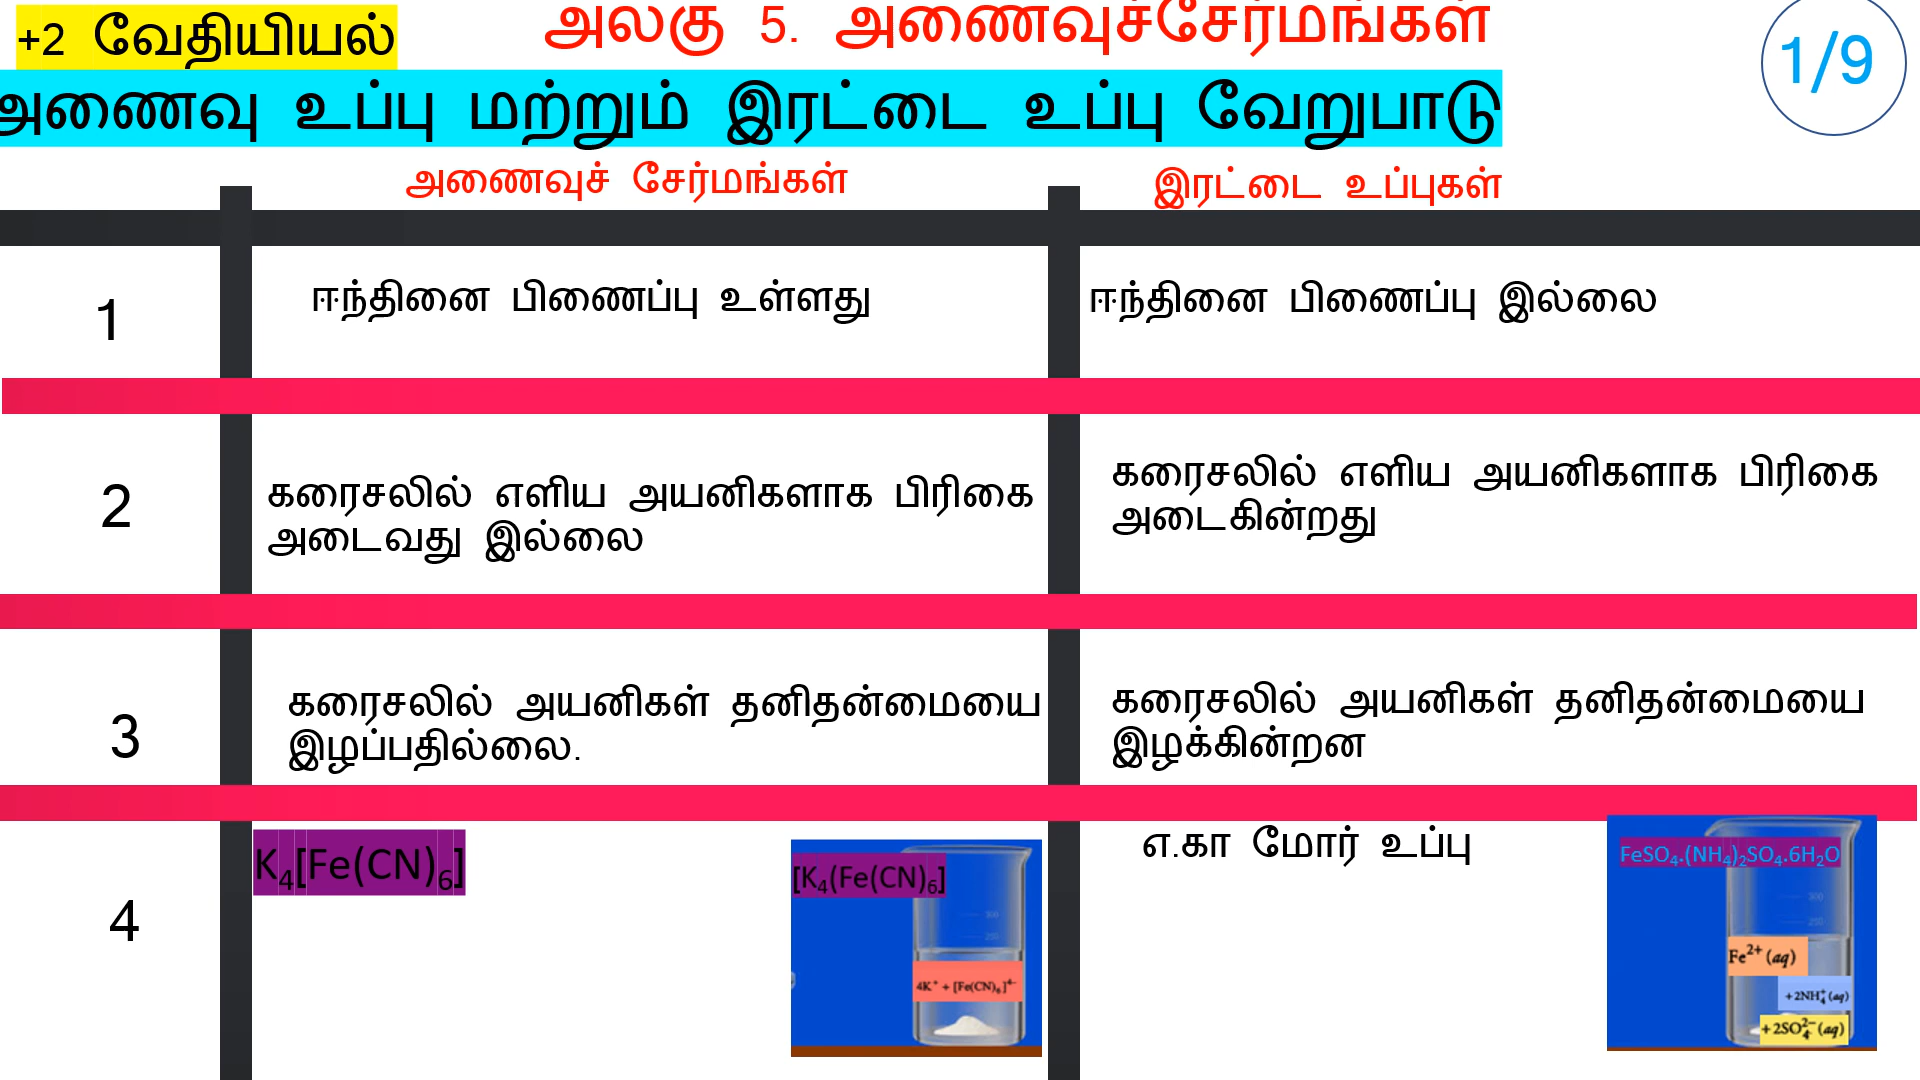 +2 வேதியியல்
அலகு 5. அணைவுச்சேர்மங்கள்
1/9
அணைவு உப்பு மற்றும் இரட்டை உப்பு வேறுபாடு
அணைவுச் சேர்மங்கள்
இரட்டை உப்புகள்
1
ஈந்தினை பிணைப்பு உள்ளது
ஈந்தினை பிணைப்பு இல்லை
2
கரைசலில் எளிய அயனிகளாக பிரிகை
அடைவது இல்லை
கரைசலில் எளிய அயனிகளாக பிரிகை
அடைகின்றது
3
கரைசலில் அயனிகள் தனிதன்மையை
இழப்பதில்லை.
கரைசலில் அயனிகள் தனிதன்மையை
இழக்கின்றன
4
K₄[Fe(CN)₆]
[K₄(Fe(CN)₆]
300
250
4K⁺ + [Fe(CN)₆]⁴⁻
எ.கா மோர் உப்பு
FeSO₄.(NH₄)₂SO₄.6H₂O
300
250
Fe²⁺ (aq)
+2NH₄⁺ (aq)
+2SO₄²⁻ (aq)